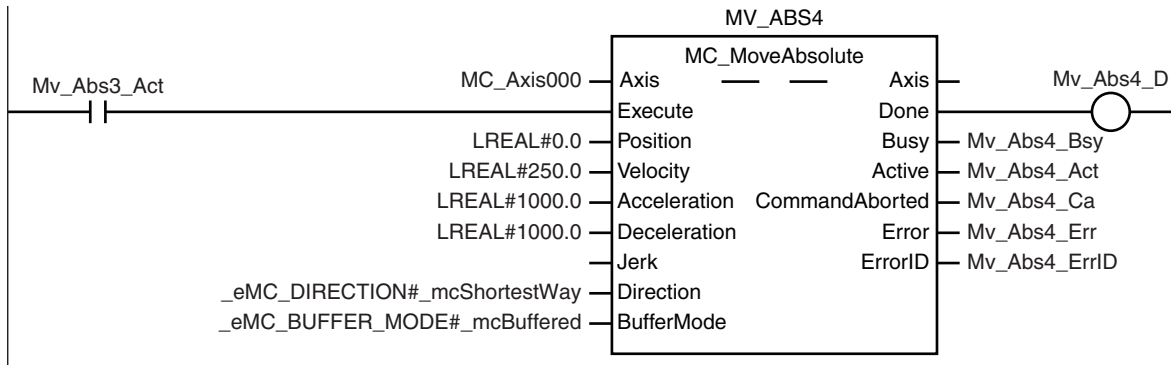 MV_ABS4
MC_MoveAbsolute
Mv_Abs3_Act
MC_Axis000 Axis Axis Mv_Abs4_D
Execute Done
LREAL#0.0 Position Busy Mv_Abs4_Bsy
LREAL#250.0 Velocity Active Mv_Abs4_Act
LREAL#1000.0 Acceleration CommandAborted Mv_Abs4_Ca
LREAL#1000.0 Deceleration Error Mv_Abs4_Err
Jerk ErrorID Mv_Abs4_ErrID
_eMC_DIRECTION#_mcShortestWay Direction
_eMC_BUFFER_MODE#_mcBuffered BufferMode